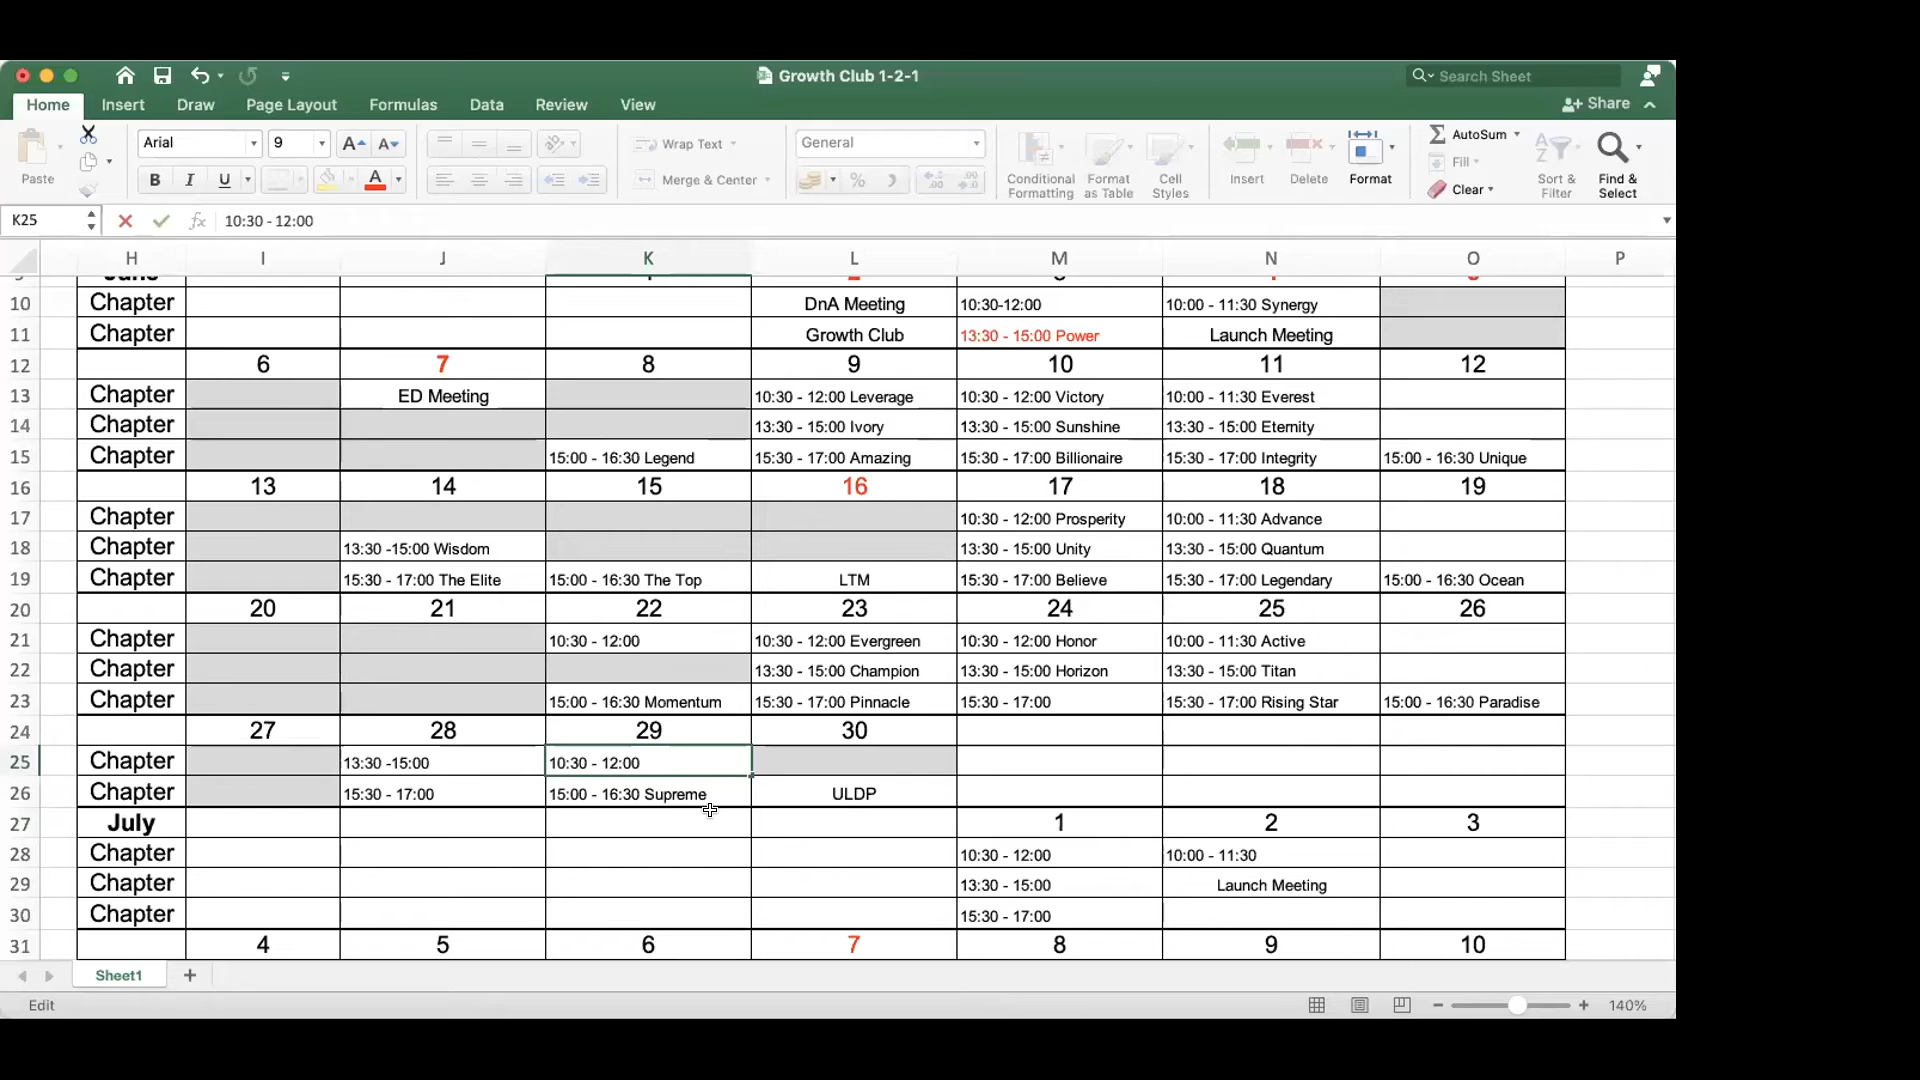 Growth Club 1-2-1
Search Sheet
Home Insert Draw Page Layout Formulas Data Review View
Share
Paste
Arial 9
Wrap Text
General
B I U
Merge & Center
Conditional Formatting
Format as Table
Cell Styles
Insert
Delete
Format
AutoSum
Fill
Clear
Sort & Filter
Find & Select
K25 fx 10:30 - 12:00
H I J K L M N O P
10 Chapter DnA Meeting 10:30-12:00 10:00 - 11:30 Synergy
11 Chapter Growth Club 13:30 - 15:00 Power Launch Meeting
12 6 7 8 9 10 11 12
13 Chapter ED Meeting 10:30 - 12:00 Leverage 10:30 - 12:00 Victory 10:00 - 11:30 Everest
14 Chapter 13:30 - 15:00 Ivory 13:30 - 15:00 Sunshine 13:30 - 15:00 Eternity
15 Chapter 15:00 - 16:30 Legend 15:30 - 17:00 Amazing 15:30 - 17:00 Billionaire 15:30 - 17:00 Integrity 15:00 - 16:30 Unique
16 13 14 15 16 17 18 19
17 Chapter 10:30 - 12:00 Prosperity 10:00 - 11:30 Advance
18 Chapter 13:30 -15:00 Wisdom 13:30 - 15:00 Unity 13:30 - 15:00 Quantum
19 Chapter 15:30 - 17:00 The Elite 15:00 - 16:30 The Top LTM 15:30 - 17:00 Believe 15:30 - 17:00 Legendary 15:00 - 16:30 Ocean
20 20 21 22 23 24 25 26
21 Chapter 10:30 - 12:00 10:30 - 12:00 Evergreen 10:30 - 12:00 Honor 10:00 - 11:30 Active
22 Chapter 13:30 - 15:00 Champion 13:30 - 15:00 Horizon 13:30 - 15:00 Titan
23 Chapter 15:00 - 16:30 Momentum 15:30 - 17:00 Pinnacle 15:30 - 17:00 15:30 - 17:00 Rising Star 15:00 - 16:30 Paradise
24 27 28 29 30
25 Chapter 13:30 -15:00 10:30 - 12:00
26 Chapter 15:30 - 17:00 15:00 - 16:30 Supreme ULDP
27 July 1 2 3
28 Chapter 10:30 - 12:00 10:00 - 11:30
29 Chapter 13:30 - 15:00 Launch Meeting
30 Chapter 15:30 - 17:00
31 4 5 6 7 8 9 10
Sheet1
Edit 140%